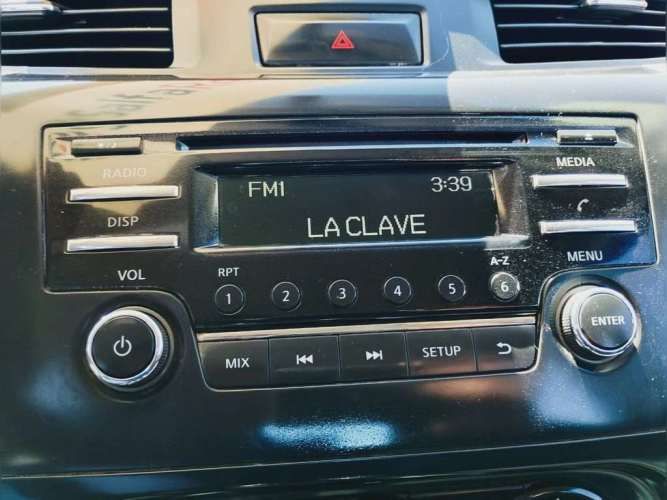 RADIO
MEDIA
FM1 3:39
LA CLAVE
DISP
MENU
VOL
RPT
A-Z
1 2 3 4 5 6
ENTER
MIX
SETUP